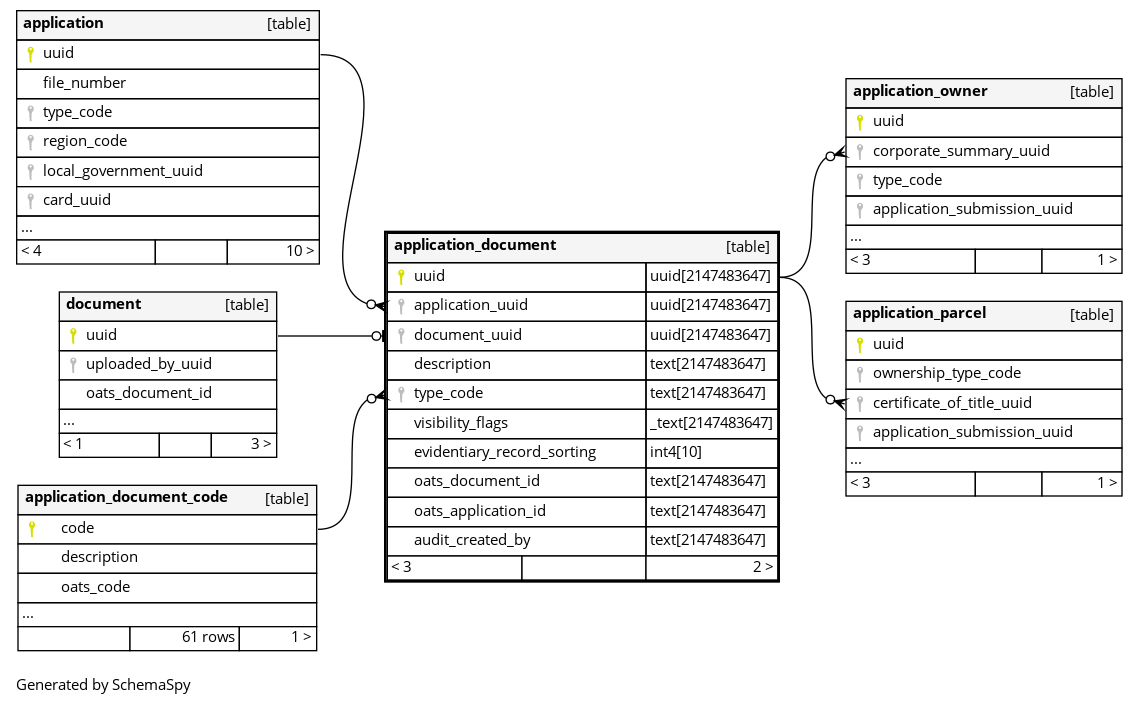 application [table]
uuid
file_number
type_code
region_code
local_government_uuid
card_uuid
...
< 4 10 >
document [table]
uuid
uploaded_by_uuid
oats_document_id
...
< 1 3 >
application_document_code [table]
code
description
oats_code
...
61 rows 1 >
application_document [table]
uuid uuid[2147483647]
application_uuid uuid[2147483647]
document_uuid uuid[2147483647]
description text[2147483647]
type_code text[2147483647]
visibility_flags _text[2147483647]
evidentiary_record_sorting int4[10]
oats_document_id text[2147483647]
oats_application_id text[2147483647]
audit_created_by text[2147483647]
< 3 2 >
application_owner [table]
uuid
corporate_summary_uuid
type_code
application_submission_uuid
...
< 3 1 >
application_parcel [table]
uuid
ownership_type_code
certificate_of_title_uuid
application_submission_uuid
...
< 3 1 >
Generated by SchemaSpy